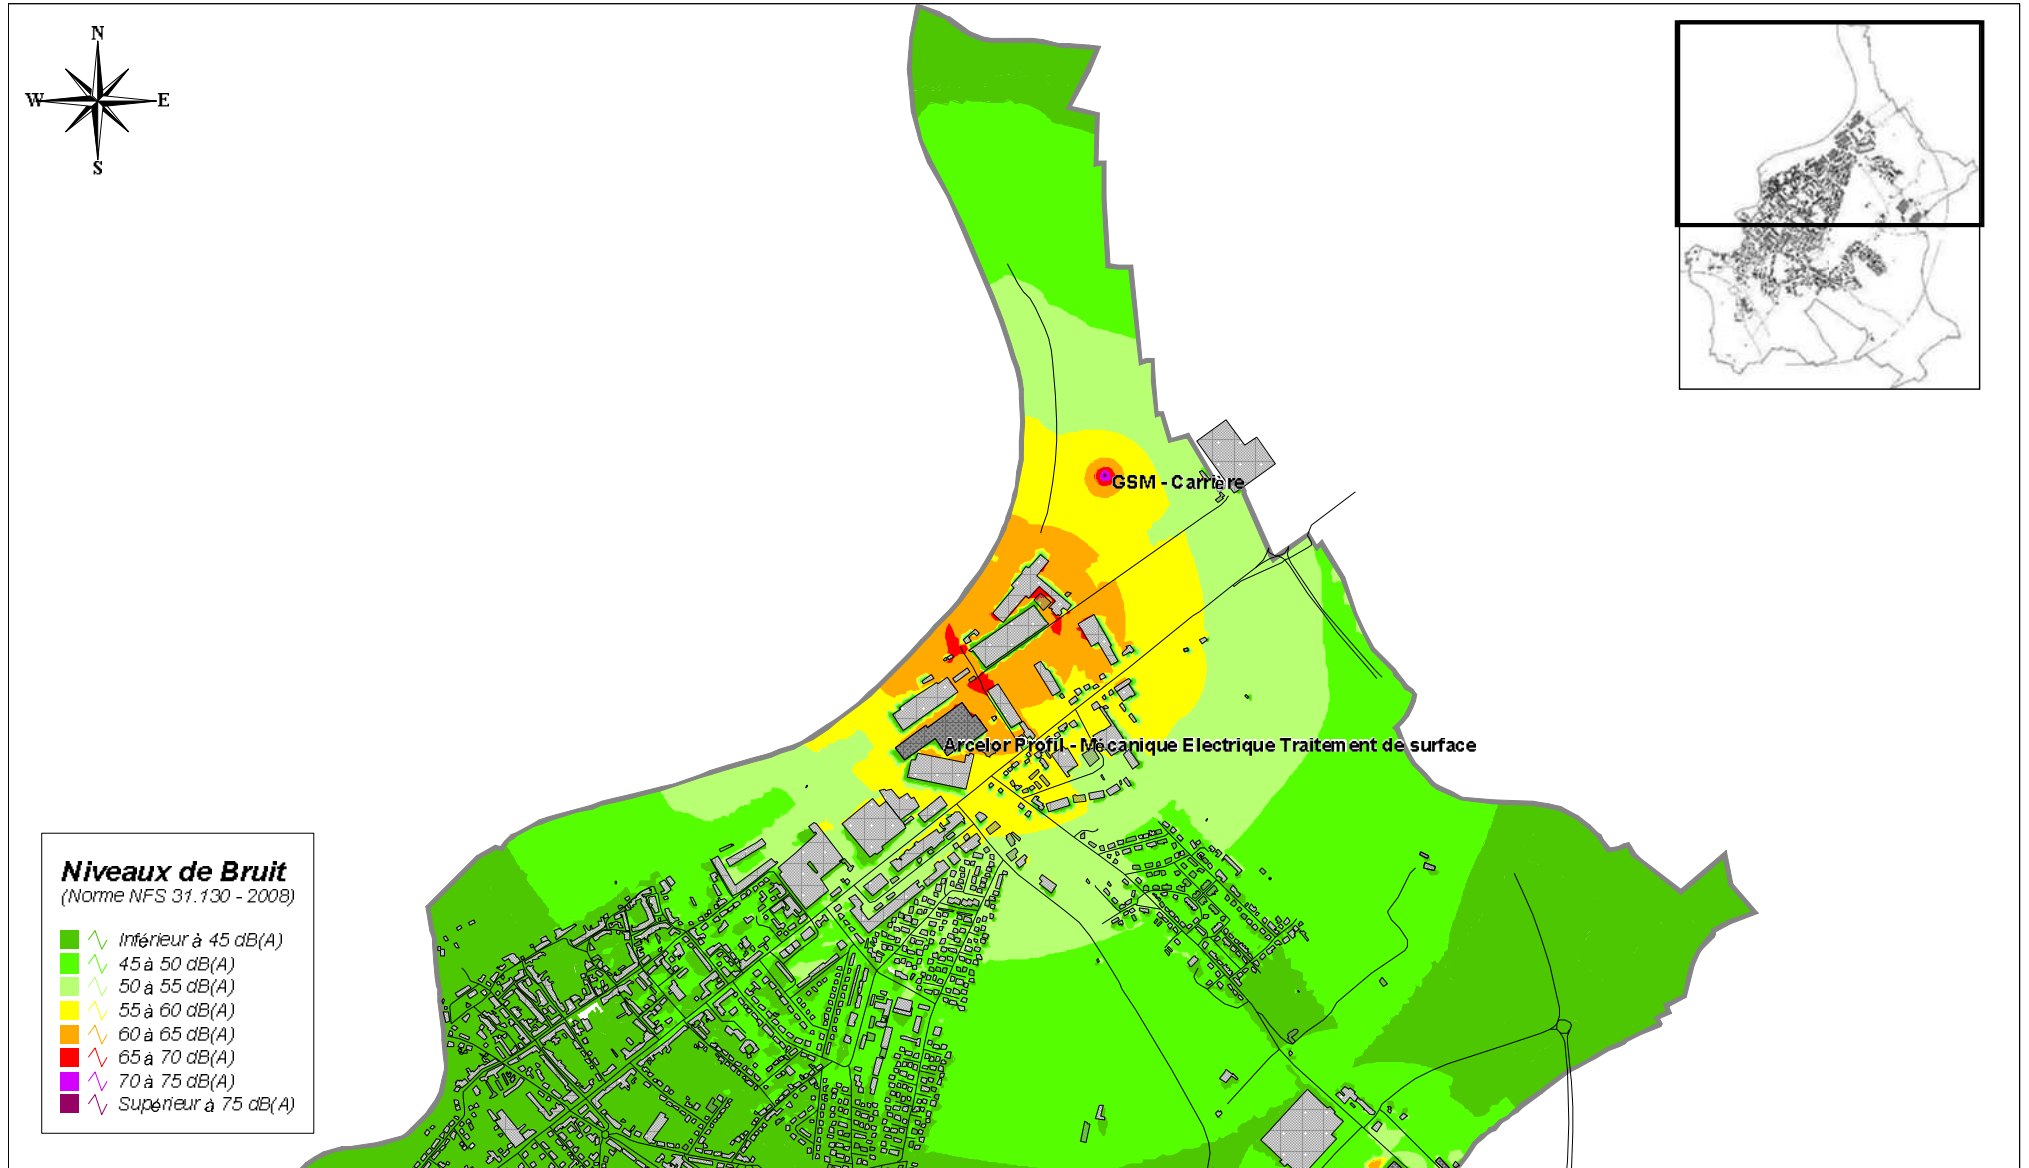 N
W E
S
GSM - Carrière
Arcelor Profil - Mécanique Electrique Traitement de surface
Niveaux de Bruit
(Norme NFS 31.130 - 2008)
Inférieur à 45 dB(A)
45 à 50 dB(A)
50 à 55 dB(A)
55 à 60 dB(A)
60 à 65 dB(A)
65 à 70 dB(A)
70 à 75 dB(A)
Supérieur à 75 dB(A)